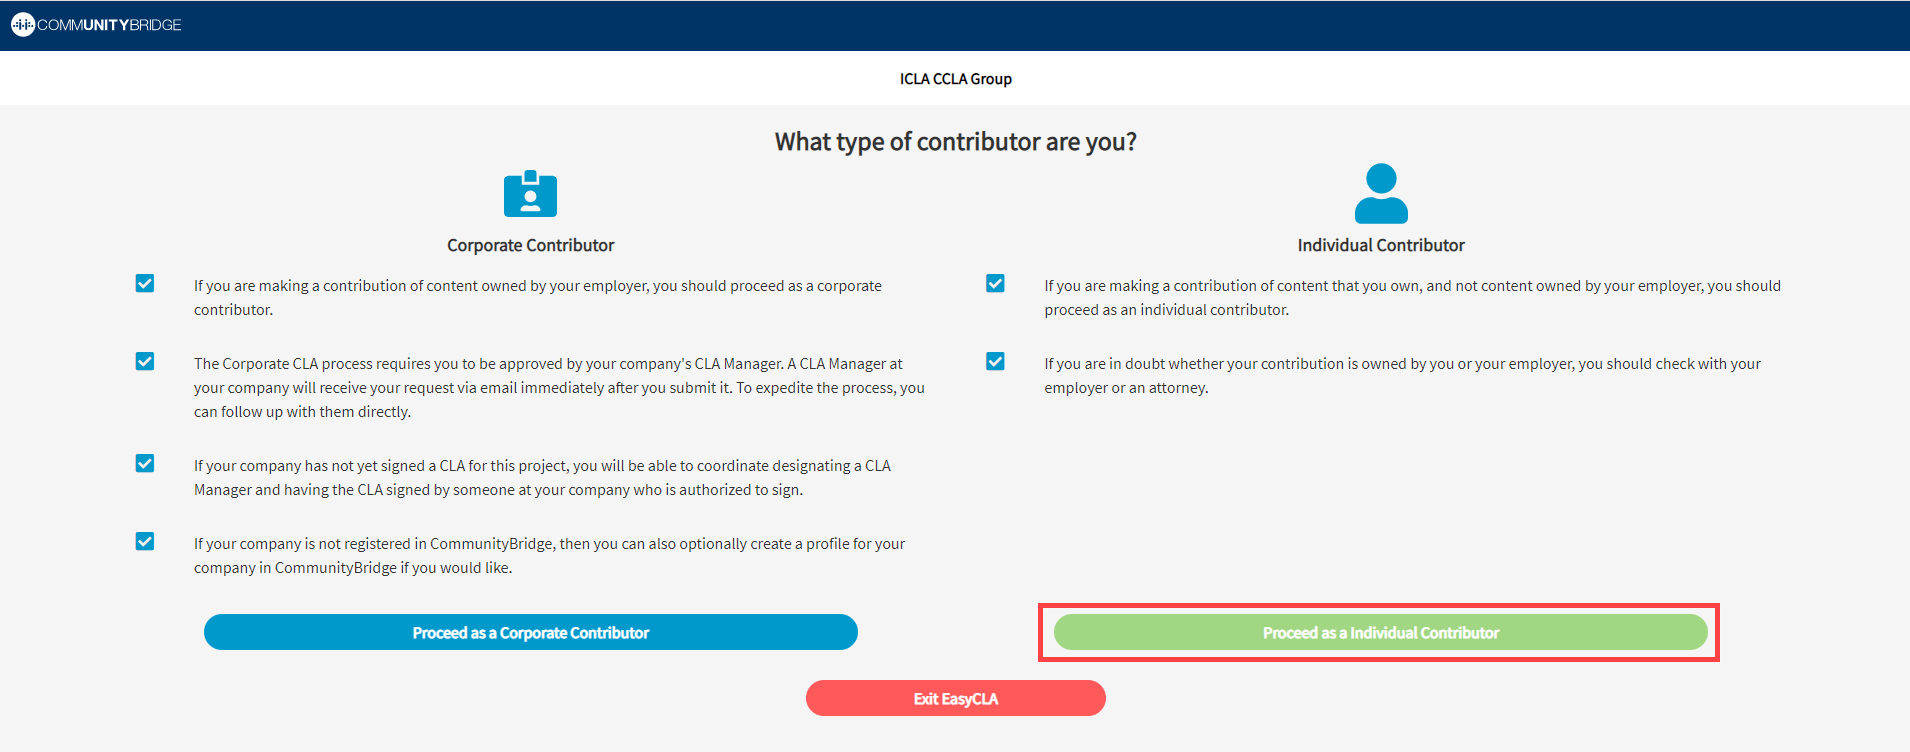 COMMUNITYBRIDGE
ICLA CCLA Group
What type of contributor are you?
Corporate Contributor
If you are making a contribution of content owned by your employer, you should proceed as a corporate
contributor.
The Corporate CLA process requires you to be approved by your company's CLA Manager. A CLA Manager at
your company will receive your request via email immediately after you submit it. To expedite the process, you
can follow up with them directly.
If your company has not yet signed a CLA for this project, you will be able to coordinate designating a CLA
Manager and having the CLA signed by someone at your company who is authorized to sign.
If your company is not registered in CommunityBridge, then you can also optionally create a profile for your
company in CommunityBridge if you would like.
Proceed as a Corporate Contributor
Individual Contributor
If you are making a contribution of content that you own, and not content owned by your employer, you should
proceed as an individual contributor.
If you are in doubt whether your contribution is owned by you or your employer, you should check with your
employer or an attorney.
Proceed as a Individual Contributor
Exit EasyCLA